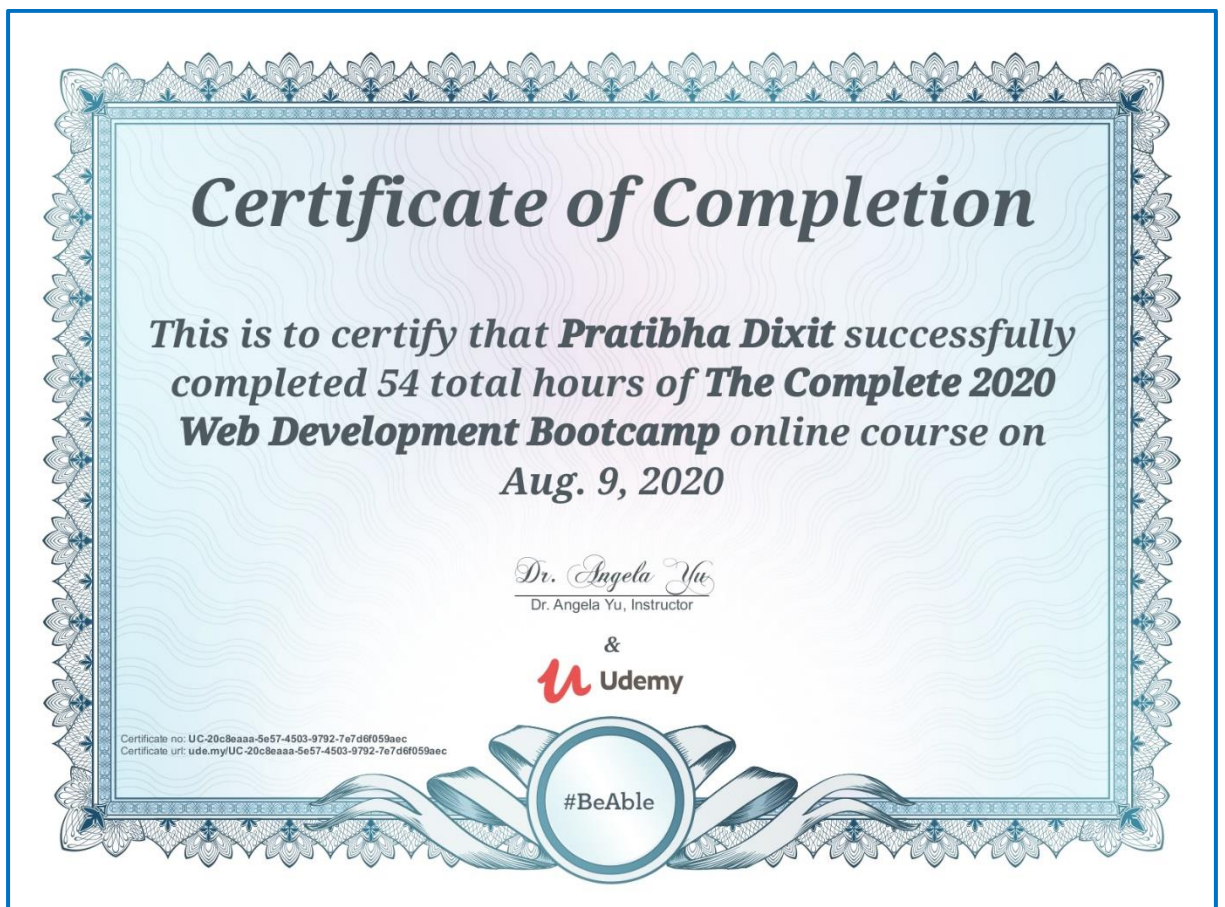 Certificate of Completion
This is to certify that Pratibha Dixit successfully
completed 54 total hours of The Complete 2020
Web Development Bootcamp online course on
Aug. 9, 2020
Dr. Angela Yu
Dr. Angela Yu, Instructor
&
Udemy
Certificate no: UC-20c8eaaa-5e57-4503-9792-7e7d6f059aec
Certificate url: ude.my/UC-20c8eaaa-5e57-4503-9792-7e7d6f059aec
#BeAble